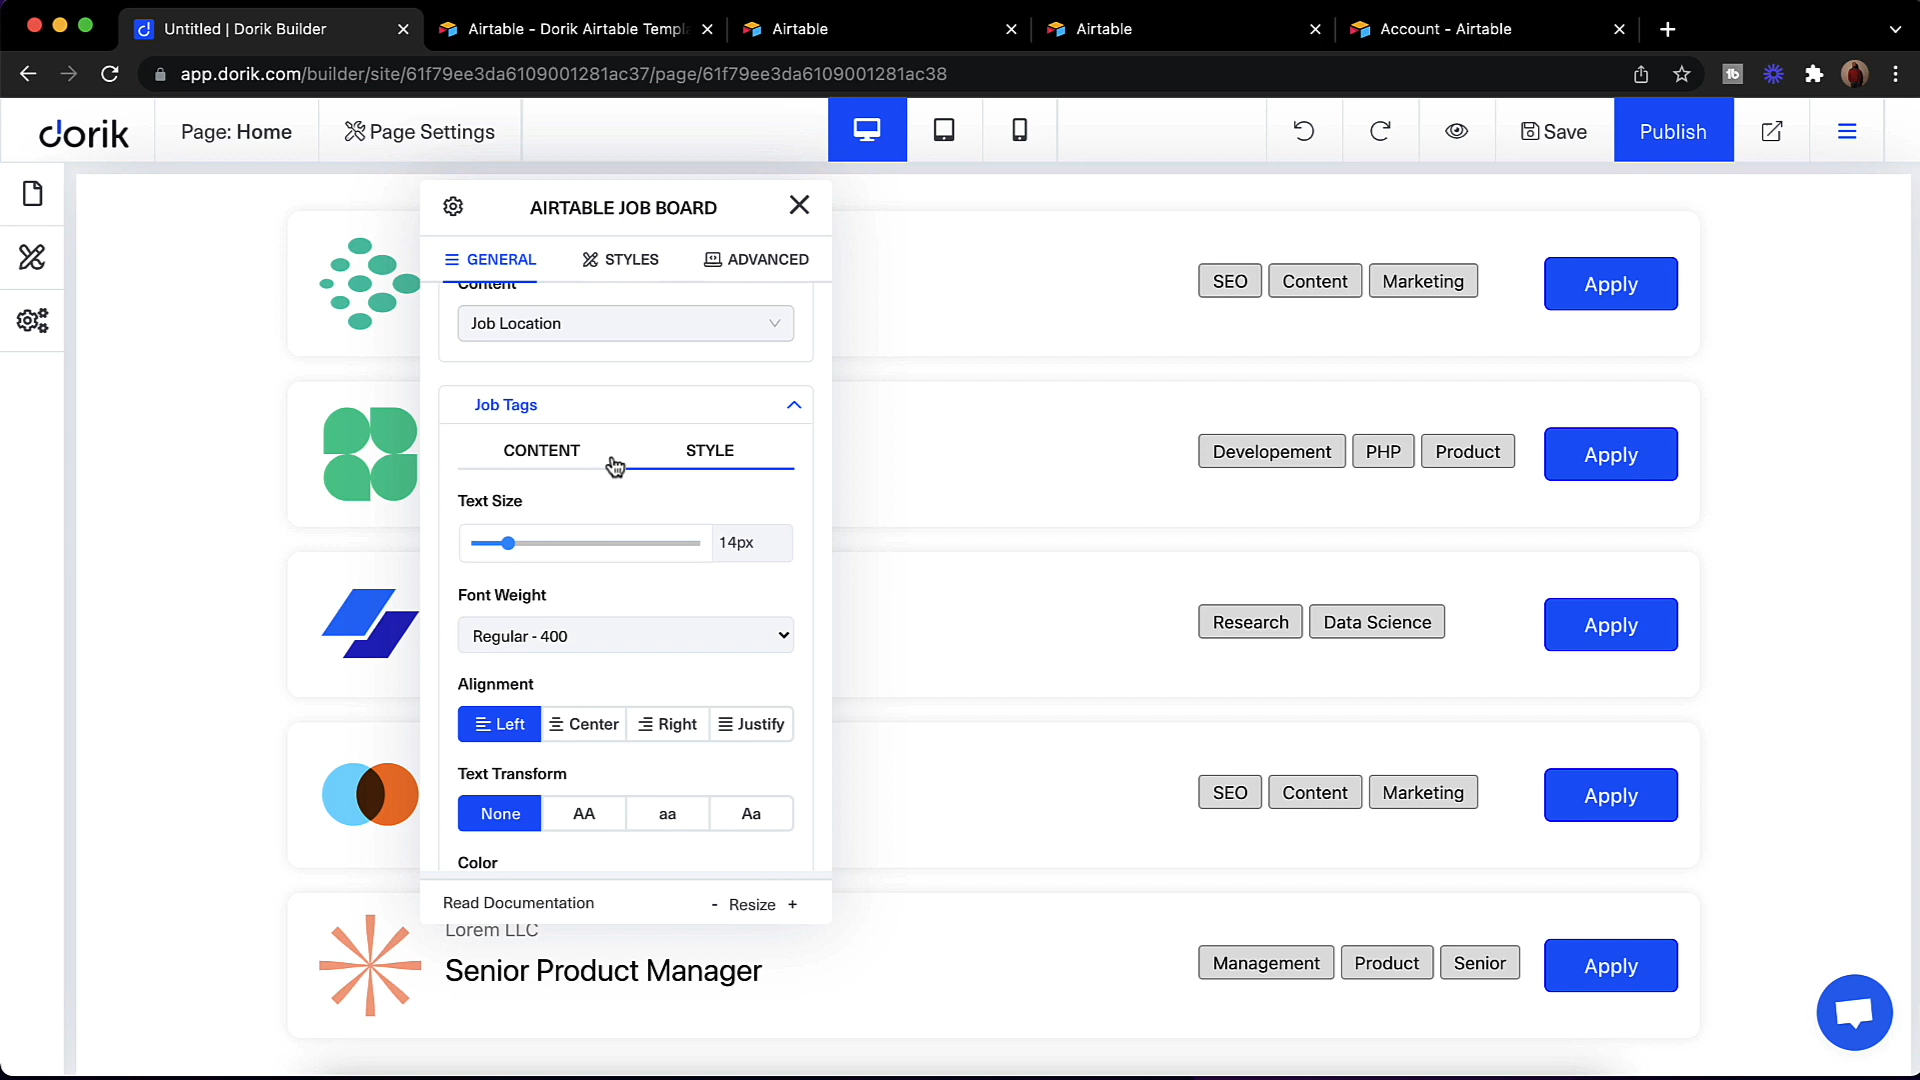 Untitled | Dorik Builder
Airtable - Dorik Airtable Templ
Airtable
Airtable
Account - Airtable
app.dorik.com/builder/site/61f79ee3da6109001281ac37/page/61f79ee3da6109001281ac38
dorik
Page: Home
Page Settings
Save
Publish
AIRTABLE JOB BOARD
GENERAL
STYLES
ADVANCED
Content
Job Location
Job Tags
CONTENT
STYLE
Text Size
14px
Font Weight
Regular - 400
Alignment
Left
Center
Right
Justify
Text Transform
None
AA
aa
Aa
Color
Read Documentation
- Resize +
SEO
Content
Marketing
Apply
Developement
PHP
Product
Apply
Research
Data Science
Apply
SEO
Content
Marketing
Apply
Lorem LLC
Senior Product Manager
Management
Product
Senior
Apply